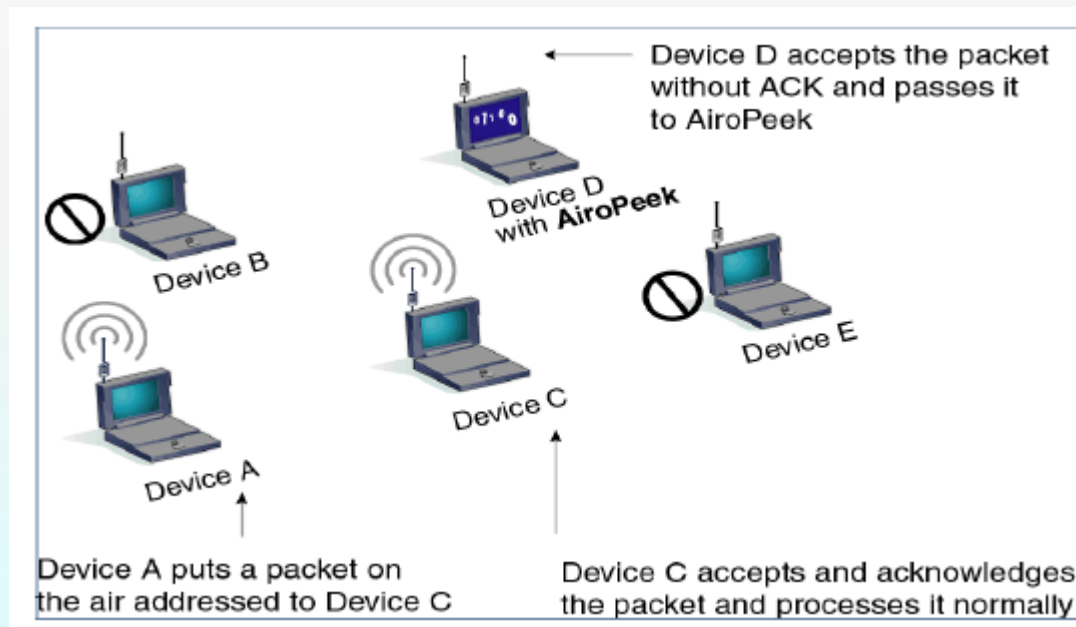 Device D accepts the packet
without ACK and passes it
to AiroPeek
Device D
with AiroPeek
Device B
Device E
Device C
Device A
Device A puts a packet on
the air addressed to Device C
Device C accepts and acknowledges
the packet and processes it normally